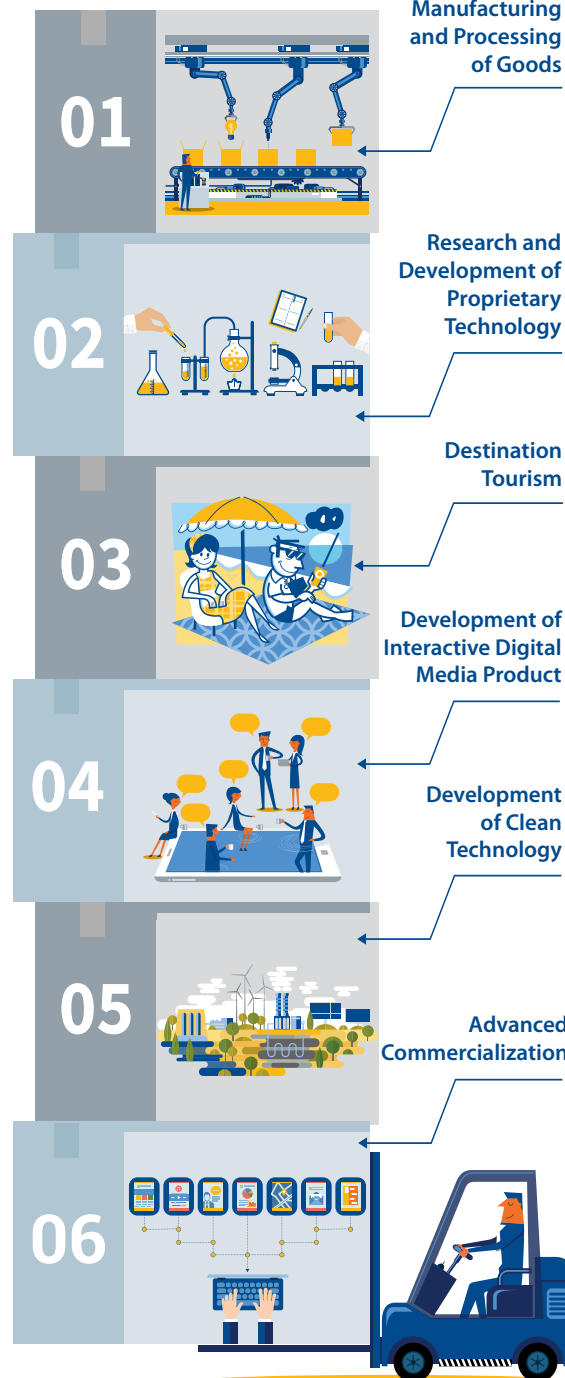 Manufacturing
and Processing
of Goods
01
Research and
Development of
Proprietary
Technology
02
Destination
Tourism
03
Development of
Interactive Digital
Media Product
04
Development
of Clean
Technology
05
Advanced
Commercialization
06